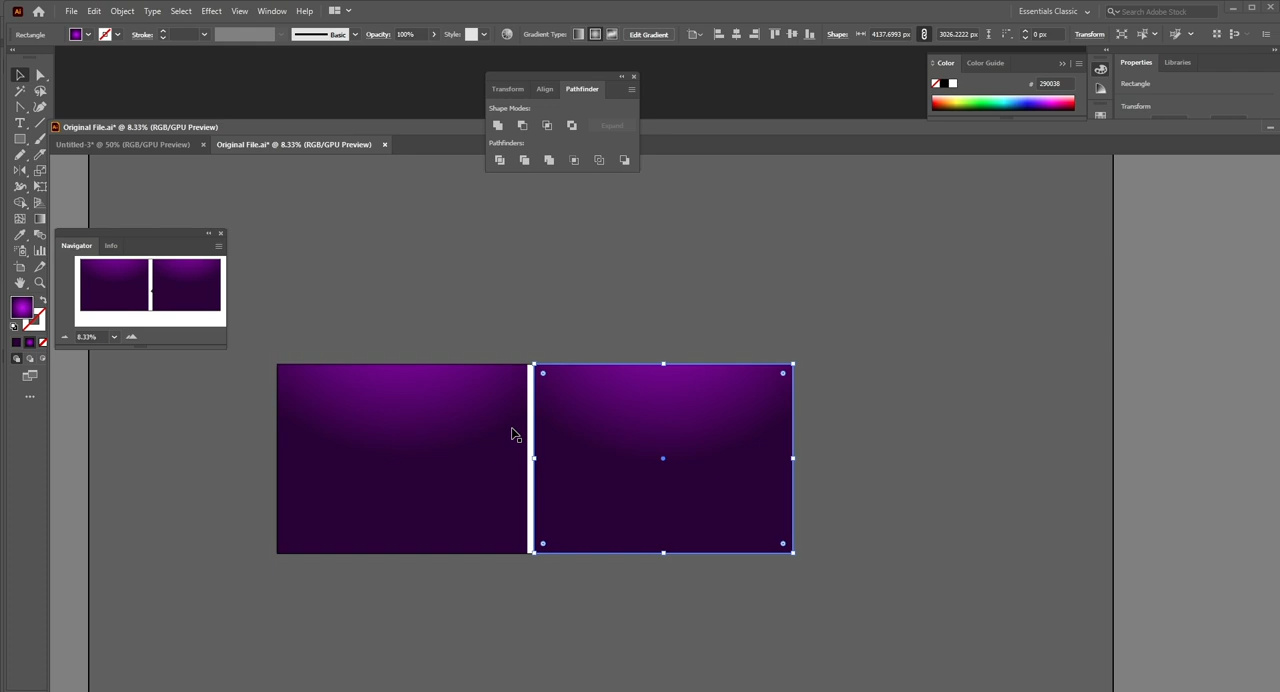 Ai File Edit Object Type Select Effect View Window Help Essentials Classic Search Adobe Stock
Rectangle Stroke: Basic Opacity: 100% Style: Gradient Type: Edit Gradient Shape: 4137.6993 px 3026.2222 px 0 px Transform
Color Color Guide Properties Libraries
# 290038 Rectangle
Transform
Transform Align Pathfinder
Shape Modes:
Expand
Pathfinders:
Ai Original File.ai* @ 8.33% (RGB/GPU Preview)
Untitled-3* @ 50% (RGB/GPU Preview) × Original File.ai* @ 8.33% (RGB/GPU Preview) ×
Navigator Info
8.33%